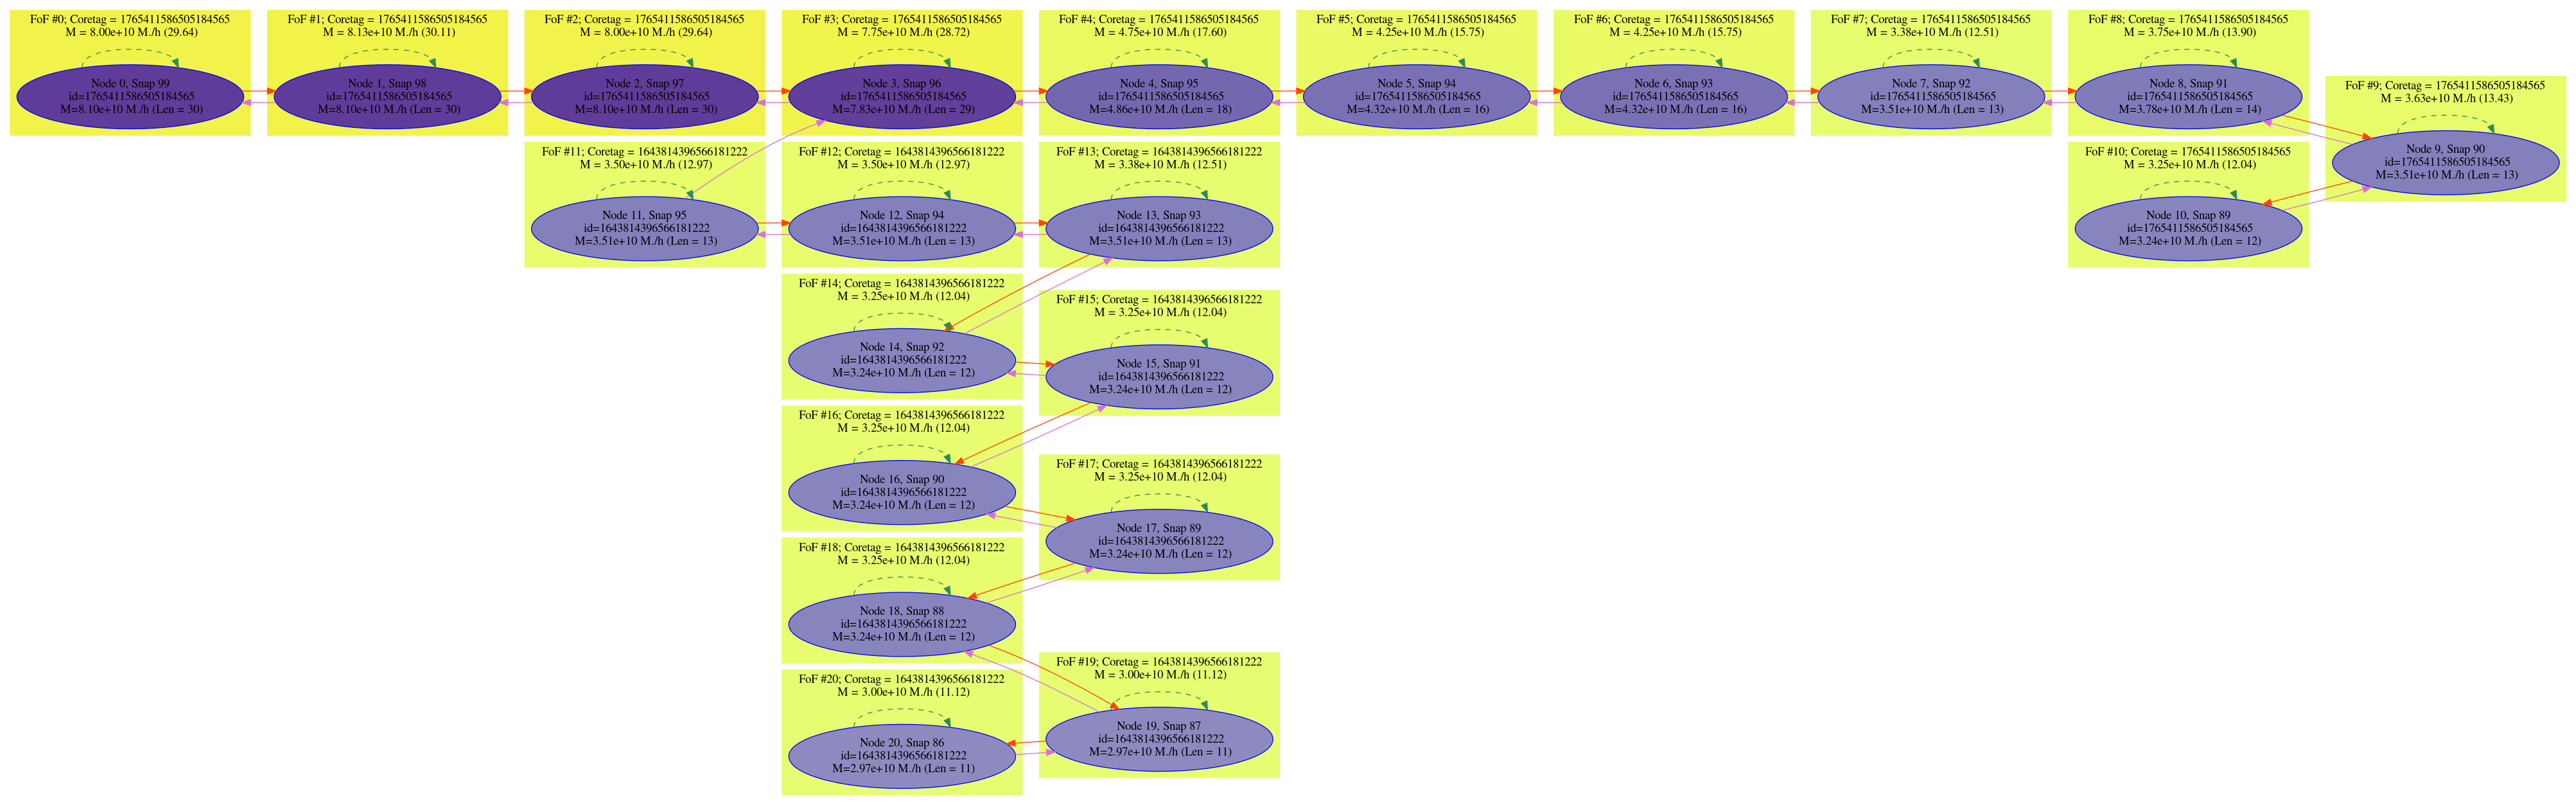 FoF #0; Coretag = 1765411586505184565
M = 8.00e+10 M./h (29.64)
Node 0, Snap 99
id=1765411586505184565
M=8.10e+10 M./h (Len = 30)
FoF #1; Coretag = 1765411586505184565
M = 8.13e+10 M./h (30.11)
Node 1, Snap 98
id=1765411586505184565
M=8.10e+10 M./h (Len = 30)
FoF #2; Coretag = 1765411586505184565
M = 8.00e+10 M./h (29.64)
Node 2, Snap 97
id=1765411586505184565
M=8.10e+10 M./h (Len = 30)
FoF #3; Coretag = 1765411586505184565
M = 7.75e+10 M./h (28.72)
Node 3, Snap 96
id=1765411586505184565
M=7.83e+10 M./h (Len = 29)
FoF #4; Coretag = 1765411586505184565
M = 4.75e+10 M./h (17.60)
Node 4, Snap 95
id=1765411586505184565
M=4.86e+10 M./h (Len = 18)
FoF #5; Coretag = 1765411586505184565
M = 4.25e+10 M./h (15.75)
Node 5, Snap 94
id=1765411586505184565
M=4.32e+10 M./h (Len = 16)
FoF #6; Coretag = 1765411586505184565
M = 4.25e+10 M./h (15.75)
Node 6, Snap 93
id=1765411586505184565
M=4.32e+10 M./h (Len = 16)
FoF #7; Coretag = 1765411586505184565
M = 3.38e+10 M./h (12.51)
Node 7, Snap 92
id=1765411586505184565
M=3.51e+10 M./h (Len = 13)
FoF #8; Coretag = 1765411586505184565
M = 3.75e+10 M./h (13.90)
Node 8, Snap 91
id=1765411586505184565
M=3.78e+10 M./h (Len = 14)
FoF #9; Coretag = 1765411586505184565
M = 3.63e+10 M./h (13.43)
Node 9, Snap 90
id=1765411586505184565
M=3.51e+10 M./h (Len = 13)
FoF #10; Coretag = 1765411586505184565
M = 3.25e+10 M./h (12.04)
Node 10, Snap 89
id=1765411586505184565
M=3.24e+10 M./h (Len = 12)
FoF #11; Coretag = 1643814396566181222
M = 3.50e+10 M./h (12.97)
Node 11, Snap 95
id=1643814396566181222
M=3.51e+10 M./h (Len = 13)
FoF #12; Coretag = 1643814396566181222
M = 3.50e+10 M./h (12.97)
Node 12, Snap 94
id=1643814396566181222
M=3.51e+10 M./h (Len = 13)
FoF #13; Coretag = 1643814396566181222
M = 3.38e+10 M./h (12.51)
Node 13, Snap 93
id=1643814396566181222
M=3.51e+10 M./h (Len = 13)
FoF #14; Coretag = 1643814396566181222
M = 3.25e+10 M./h (12.04)
Node 14, Snap 92
id=1643814396566181222
M=3.24e+10 M./h (Len = 12)
FoF #15; Coretag = 1643814396566181222
M = 3.25e+10 M./h (12.04)
Node 15, Snap 91
id=1643814396566181222
M=3.24e+10 M./h (Len = 12)
FoF #16; Coretag = 1643814396566181222
M = 3.25e+10 M./h (12.04)
Node 16, Snap 90
id=1643814396566181222
M=3.24e+10 M./h (Len = 12)
FoF #17; Coretag = 1643814396566181222
M = 3.25e+10 M./h (12.04)
Node 17, Snap 89
id=1643814396566181222
M=3.24e+10 M./h (Len = 12)
FoF #18; Coretag = 1643814396566181222
M = 3.25e+10 M./h (12.04)
Node 18, Snap 88
id=1643814396566181222
M=3.24e+10 M./h (Len = 12)
FoF #19; Coretag = 1643814396566181222
M = 3.00e+10 M./h (11.12)
Node 19, Snap 87
id=1643814396566181222
M=2.97e+10 M./h (Len = 11)
FoF #20; Coretag = 1643814396566181222
M = 3.00e+10 M./h (11.12)
Node 20, Snap 86
id=1643814396566181222
M=2.97e+10 M./h (Len = 11)